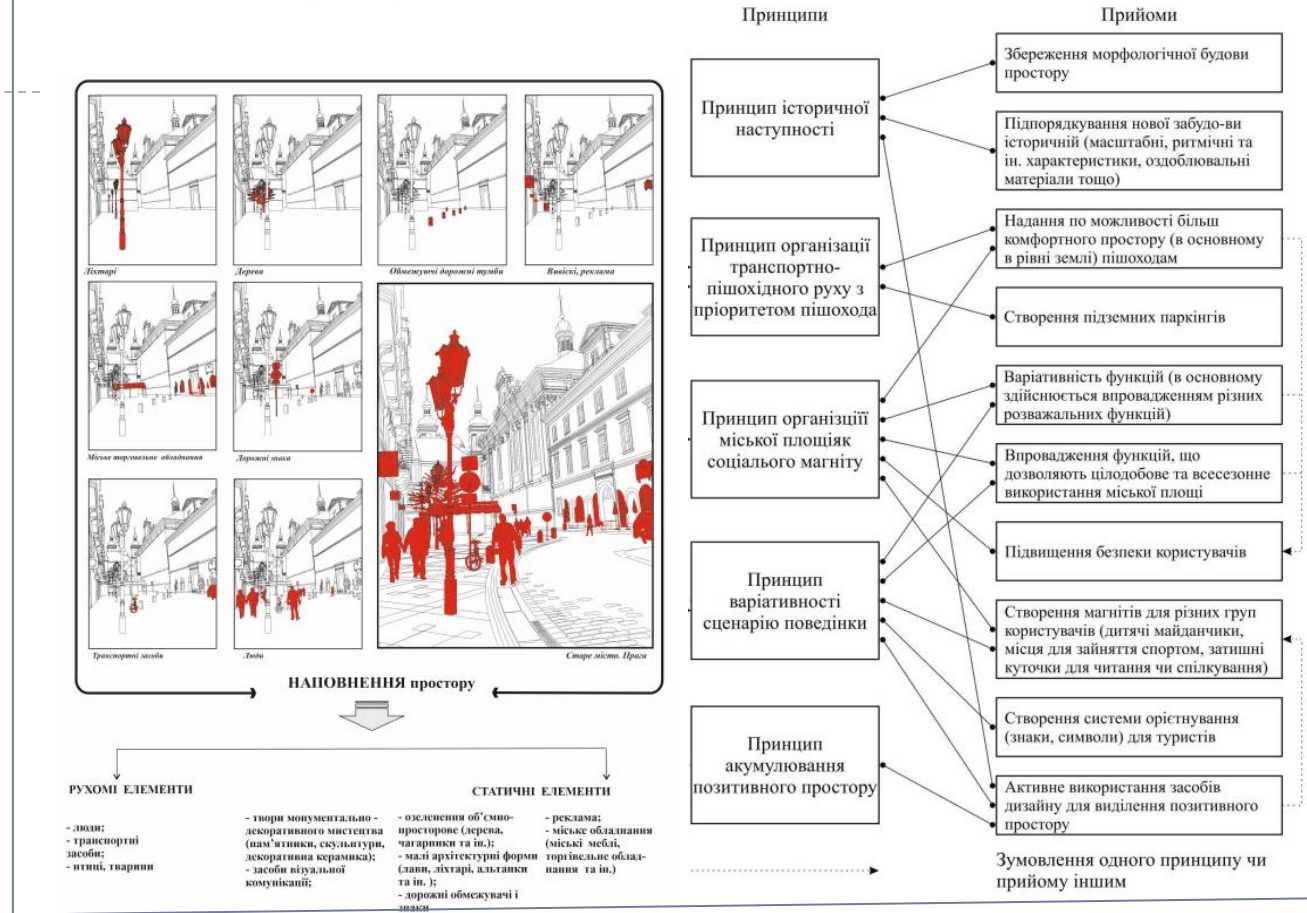 Ліхтарі
Дерева
Обмежуючі дорожні тумби
Вивіскі, реклама
Міське торговальне обладнання
Дорожні знаки
Транспортні засоби
Люди
Старе місто. Прага
НАПОВНЕННЯ простору
РУХОМІ ЕЛЕМЕНТИ
- люди;
- транспортні
засоби;
- птиці, тварини
СТАТИЧНІ ЕЛЕМЕНТИ
- твори монументально -
декоративного мистецтва
(пам’ятники, скульптури,
декоративна кераміка);
- засоби візуальної
комунікації;
- озеленення об’ємно-
просторове (дерева,
чагарники та ін.);
- малі архітектурні форми
(лави, ліхтарі, альтанки
та ін. );
- дорожні обмежувачі і
знаки
- реклама;
- міське обладнання
(міські меблі,
торгівельне облад-
нання та ін.)
Принципи
Принцип історичної
наступності
Принцип організації
транспортно-
пішохідного руху з
пріоритетом пішохода
Принцип організціїї
міської площіяк
соціального магніту
Принцип
варіативності
сценарію поведінки
Принцип
акумулювання
позитивного простору
Прийоми
Збереження морфологічної будови
простору
Підпорядкування нової забудо-ви
історичній (масштабні, ритмічні та
ін. характеристики, оздоблювальні
матеріали тощо)
Надання по можливості більш
комфортного простору (в основному
в рівні землі) пішоходам
Створення підземних паркінгів
Варіативність функцій (в основному
здійснюється впровадженням різних
розважальних функцій)
Впровадження функцій, що
дозволяють цілодобове та всесезонне
використання міської площі
Підвищення безпеки користувачів
Створення магнітів для різних груп
користувачів (дитячі майданчики,
місця для зайняття спортом, затишні
куточки для читання чи спілкування)
Створення системи орієтнування
(знаки, символи) для туристів
Активне використання засобів
дизайну для виділення позитивного
простору
Зумовлення одного принципу чи
прийому іншим